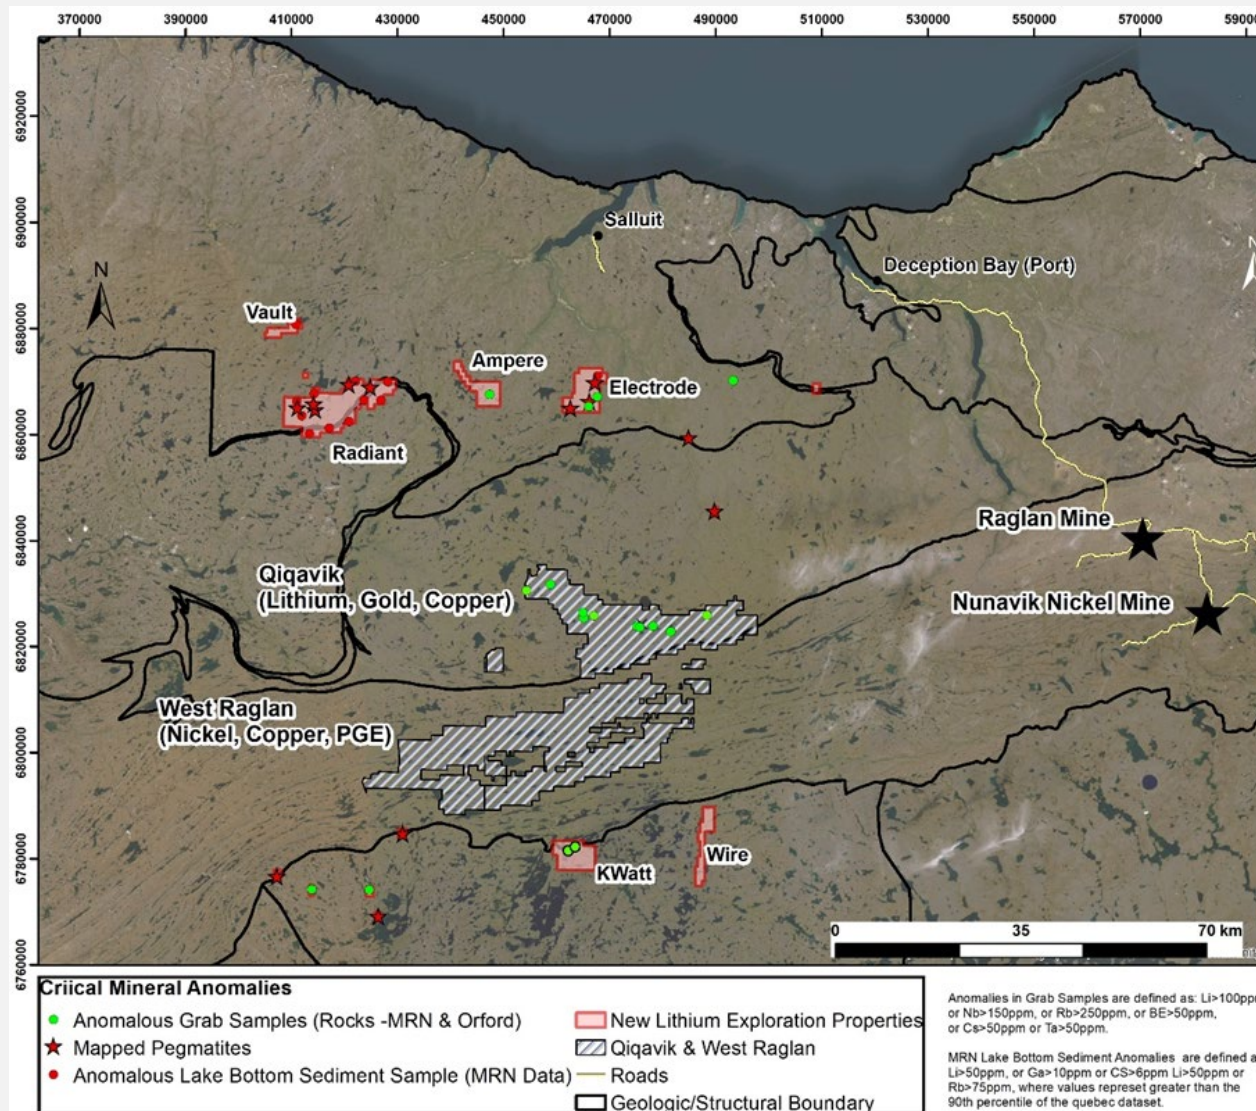 370000 390000 410000 430000 450000 470000 490000 510000 530000 550000 570000
6920000
6900000
6880000
6860000
6840000
6820000
6800000
6780000
6760000
N
N
Salluit
Deception Bay (Port)
Vault
Ampere
Electrode
Radiant
Raglan Mine
Qiqavik
(Lithium, Gold, Copper)
Nunavik Nickel Mine
West Raglan
(Nickel, Copper, PGE)
KWatt
Wire
0 35 70 km
Criical Mineral Anomalies
Anomalous Grab Samples (Rocks -MRN & Orford)
Mapped Pegmatites
Anomalous Lake Bottom Sediment Sample (MRN Data)
New Lithium Exploration Properties
Qiqavik & West Raglan
Roads
Geologic/Structural Boundary
Anomalies in Grab Samples are defined as: Li>100ppm
or Nb>150ppm, or Rb>250ppm, or BE>50ppm,
or Cs>50ppm or Ta>50ppm.
MRN Lake Bottom Sediment Anomalies are defined a
Li>50ppm, or Ga>10ppm or CS>6ppm Li>50ppm or
Rb>75ppm, where values represet greater than the
90th percentile of the quebec dataset.